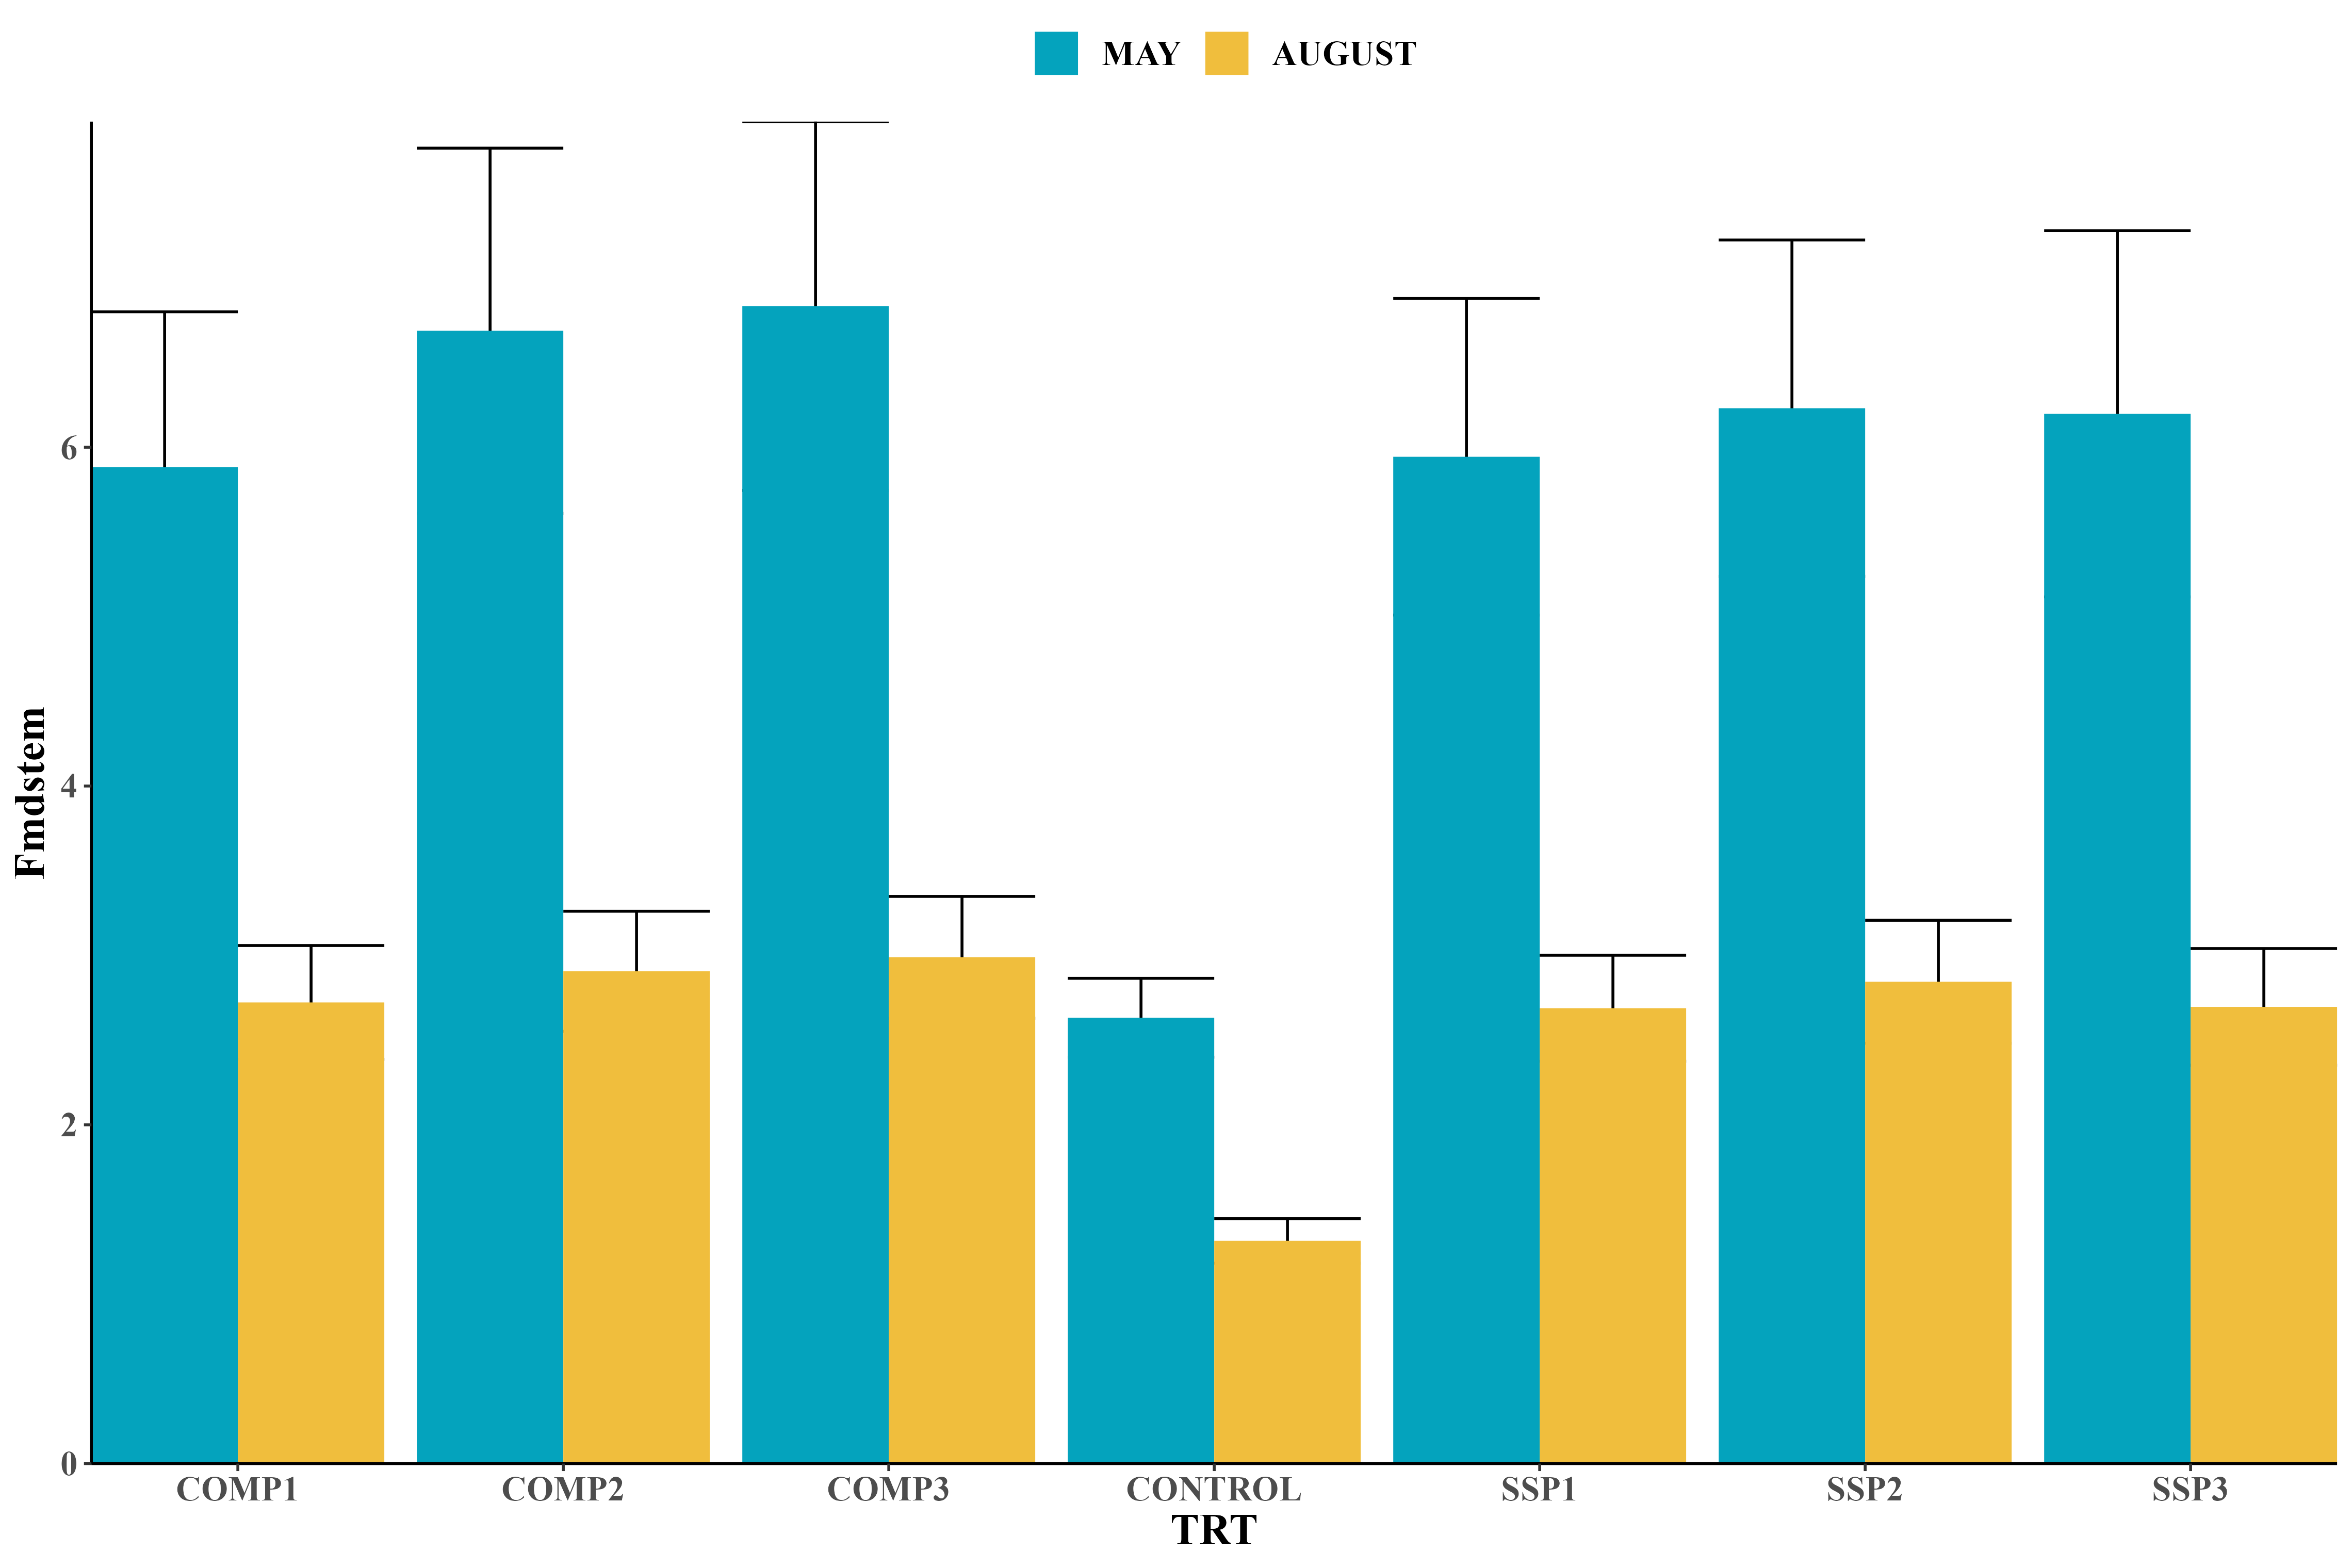 MAY AUGUST
Fmdstem
6
4
2
0
COMP1 COMP2 COMP3 CONTROL SSP1 SSP2 SSP3
TRT